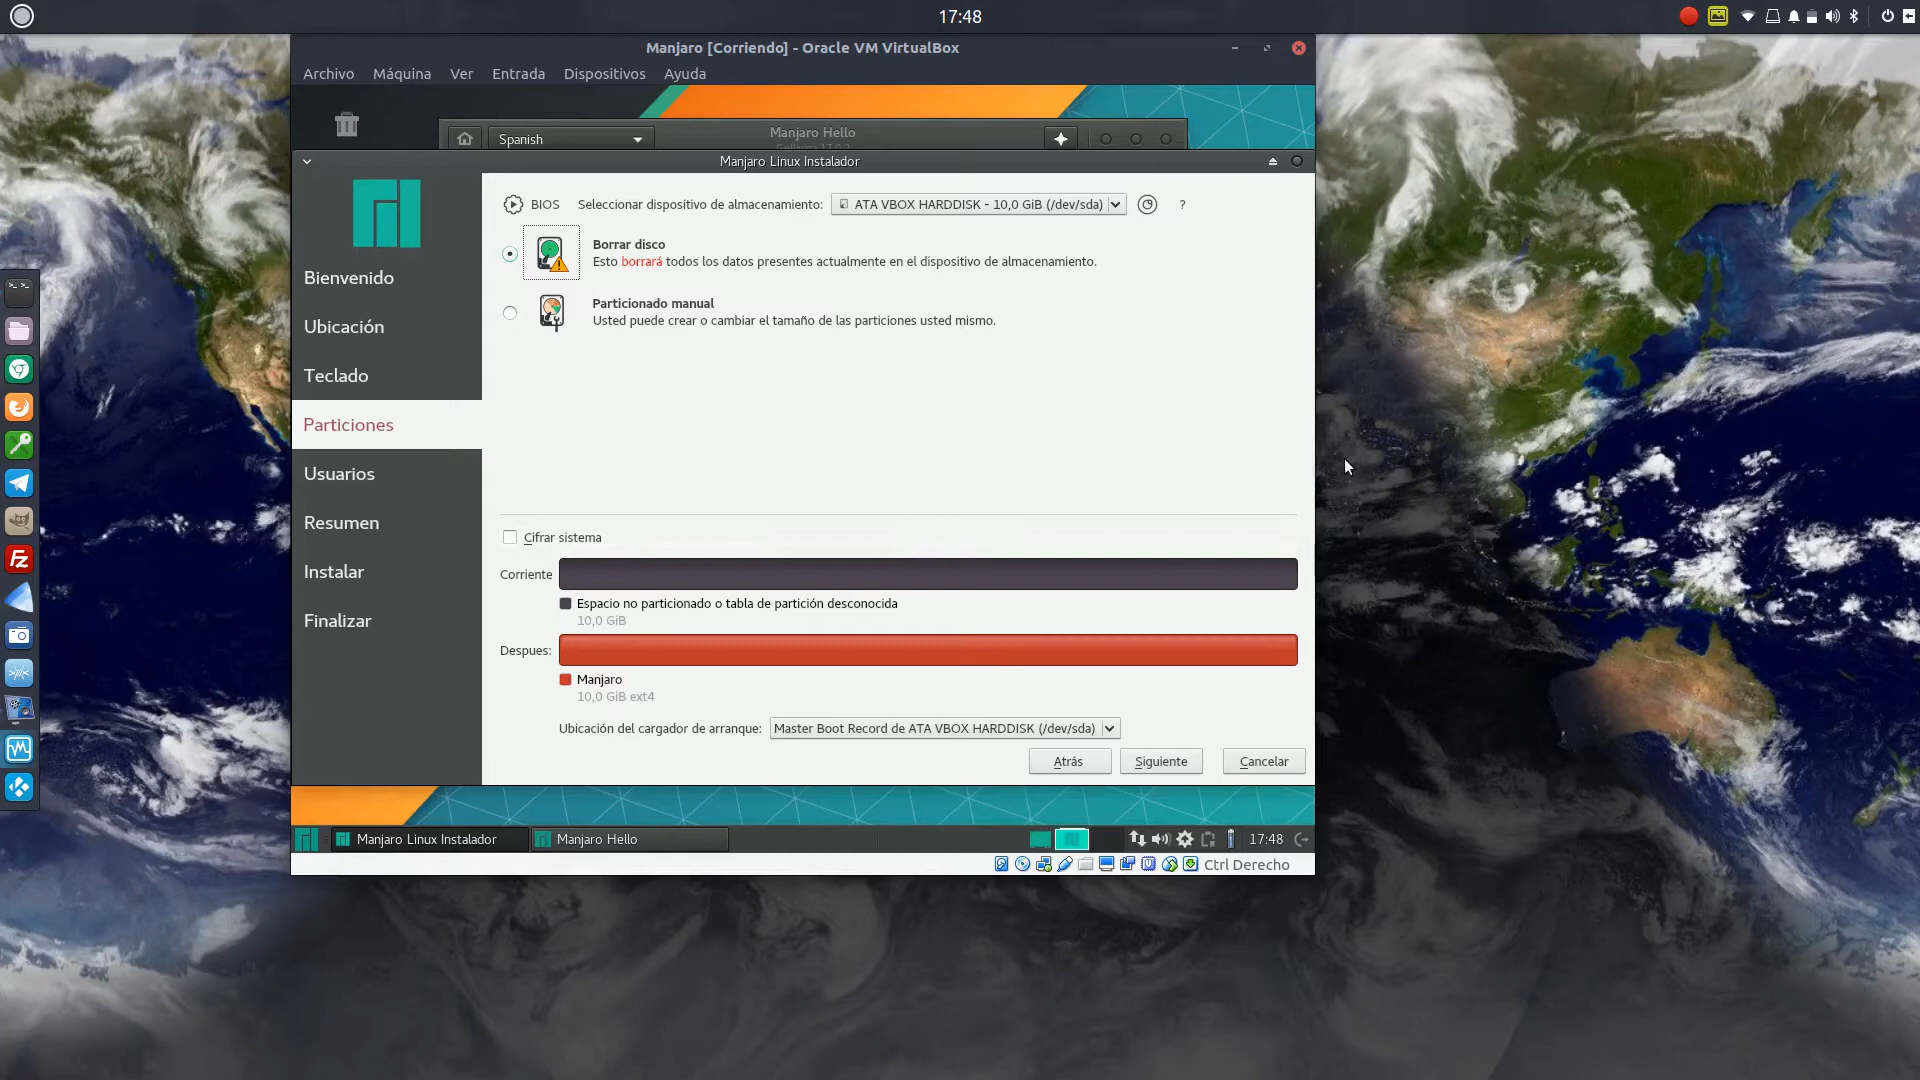 17:48
Manjaro [Corriendo] - Oracle VM VirtualBox
Archivo Máquina Ver Entrada Dispositivos Ayuda
Spanish
Manjaro Hello
Manjaro Linux Instalador
BIOS Seleccionar dispositivo de almacenamiento: ATA VBOX HARDDISK - 10,0 GiB (/dev/sda) ?
Borrar disco
Esto borrará todos los datos presentes actualmente en el dispositivo de almacenamiento.
Particionado manual
Usted puede crear o cambiar el tamaño de las particiones usted mismo.
Bienvenido
Ubicación
Teclado
Particiones
Usuarios
Resumen
Instalar
Finalizar
Cifrar sistema
Corriente
Espacio no particionado o tabla de partición desconocida
10,0 GiB
Despues:
Manjaro
10,0 GiB ext4
Ubicación del cargador de arranque: Master Boot Record de ATA VBOX HARDDISK (/dev/sda)
Atrás Siguiente Cancelar
Manjaro Linux Instalador Manjaro Hello 17:48
Ctrl Derecho
Fz